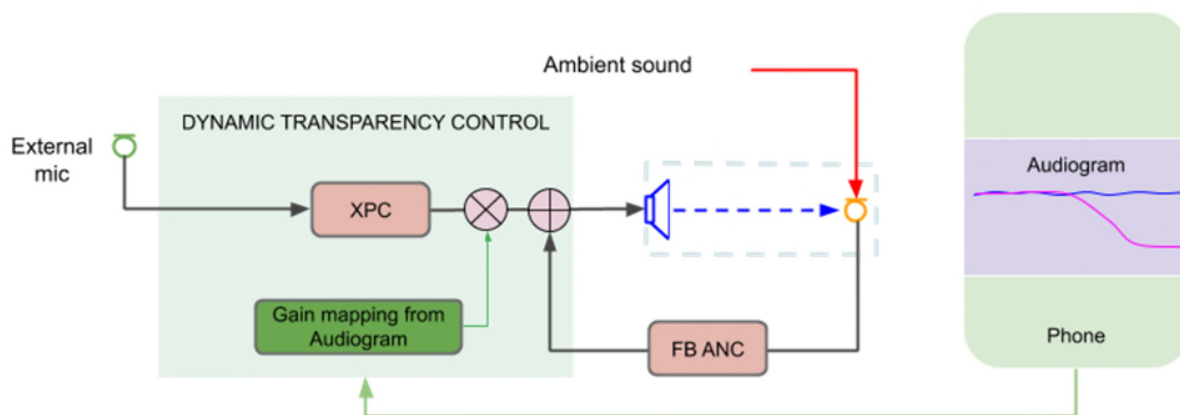 Ambient sound
DYNAMIC TRANSPARENCY CONTROL
External
mic
XPC
Gain mapping from
Audiogram
FB ANC
Audiogram
Phone